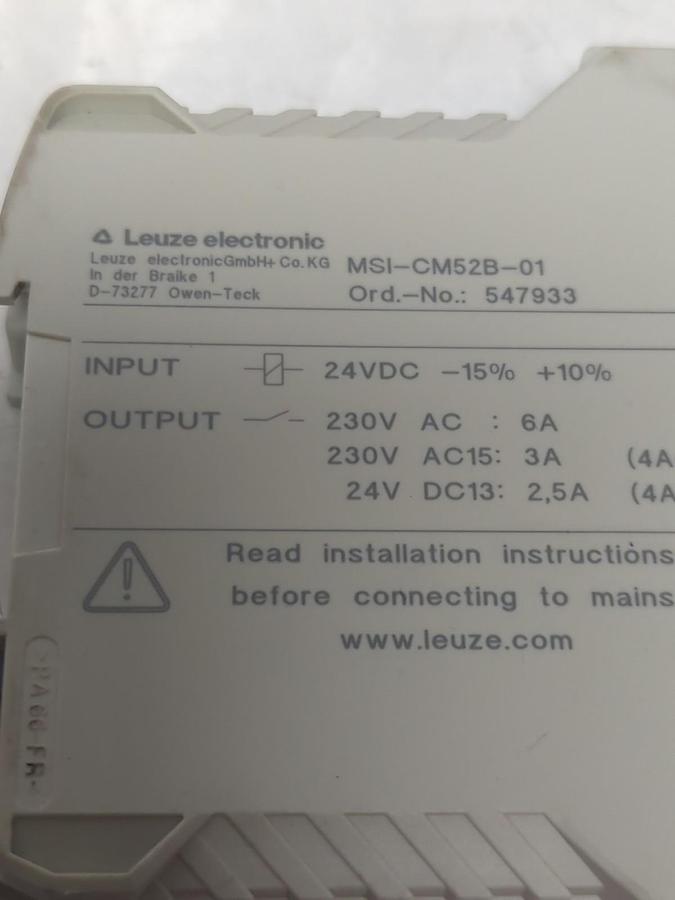 Leuze electronic
Leuze electronicGmbH+Co.KG
In der Braike 1
D-73277 Owen-Teck
MSI-CM52B-01
Ord.-No.: 547933
INPUT 24VDC -15% +10%
OUTPUT 230V AC : 6A
230V AC15: 3A (4A
24V DC13: 2,5A (4A
Read installation instructions
before connecting to mains
www.leuze.com
>PA66-FR<